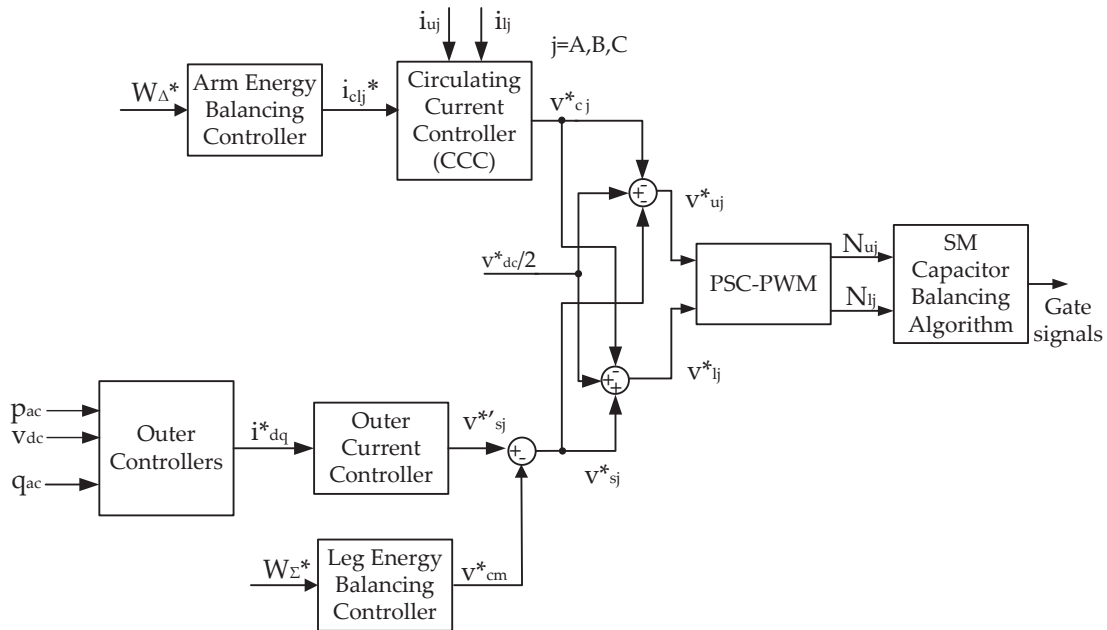 iuj
ilj
j=A,B,C
WΔ*
Arm Energy
Balancing
Controller
iclj*
Circulating
Current
Controller
(CCC)
v*cj
+
-
-
v*uj
v*dc/2
PSC-PWM
Nuj
Nlj
SM
Capacitor
Balancing
Algorithm
Gate
signals
+
-
+
v*lj
pac
vdc
qac
Outer
Controllers
i*dq
Outer
Current
Controller
v*'sj
+
-
v*sj
WΣ*
Leg Energy
Balancing
Controller
v*cm